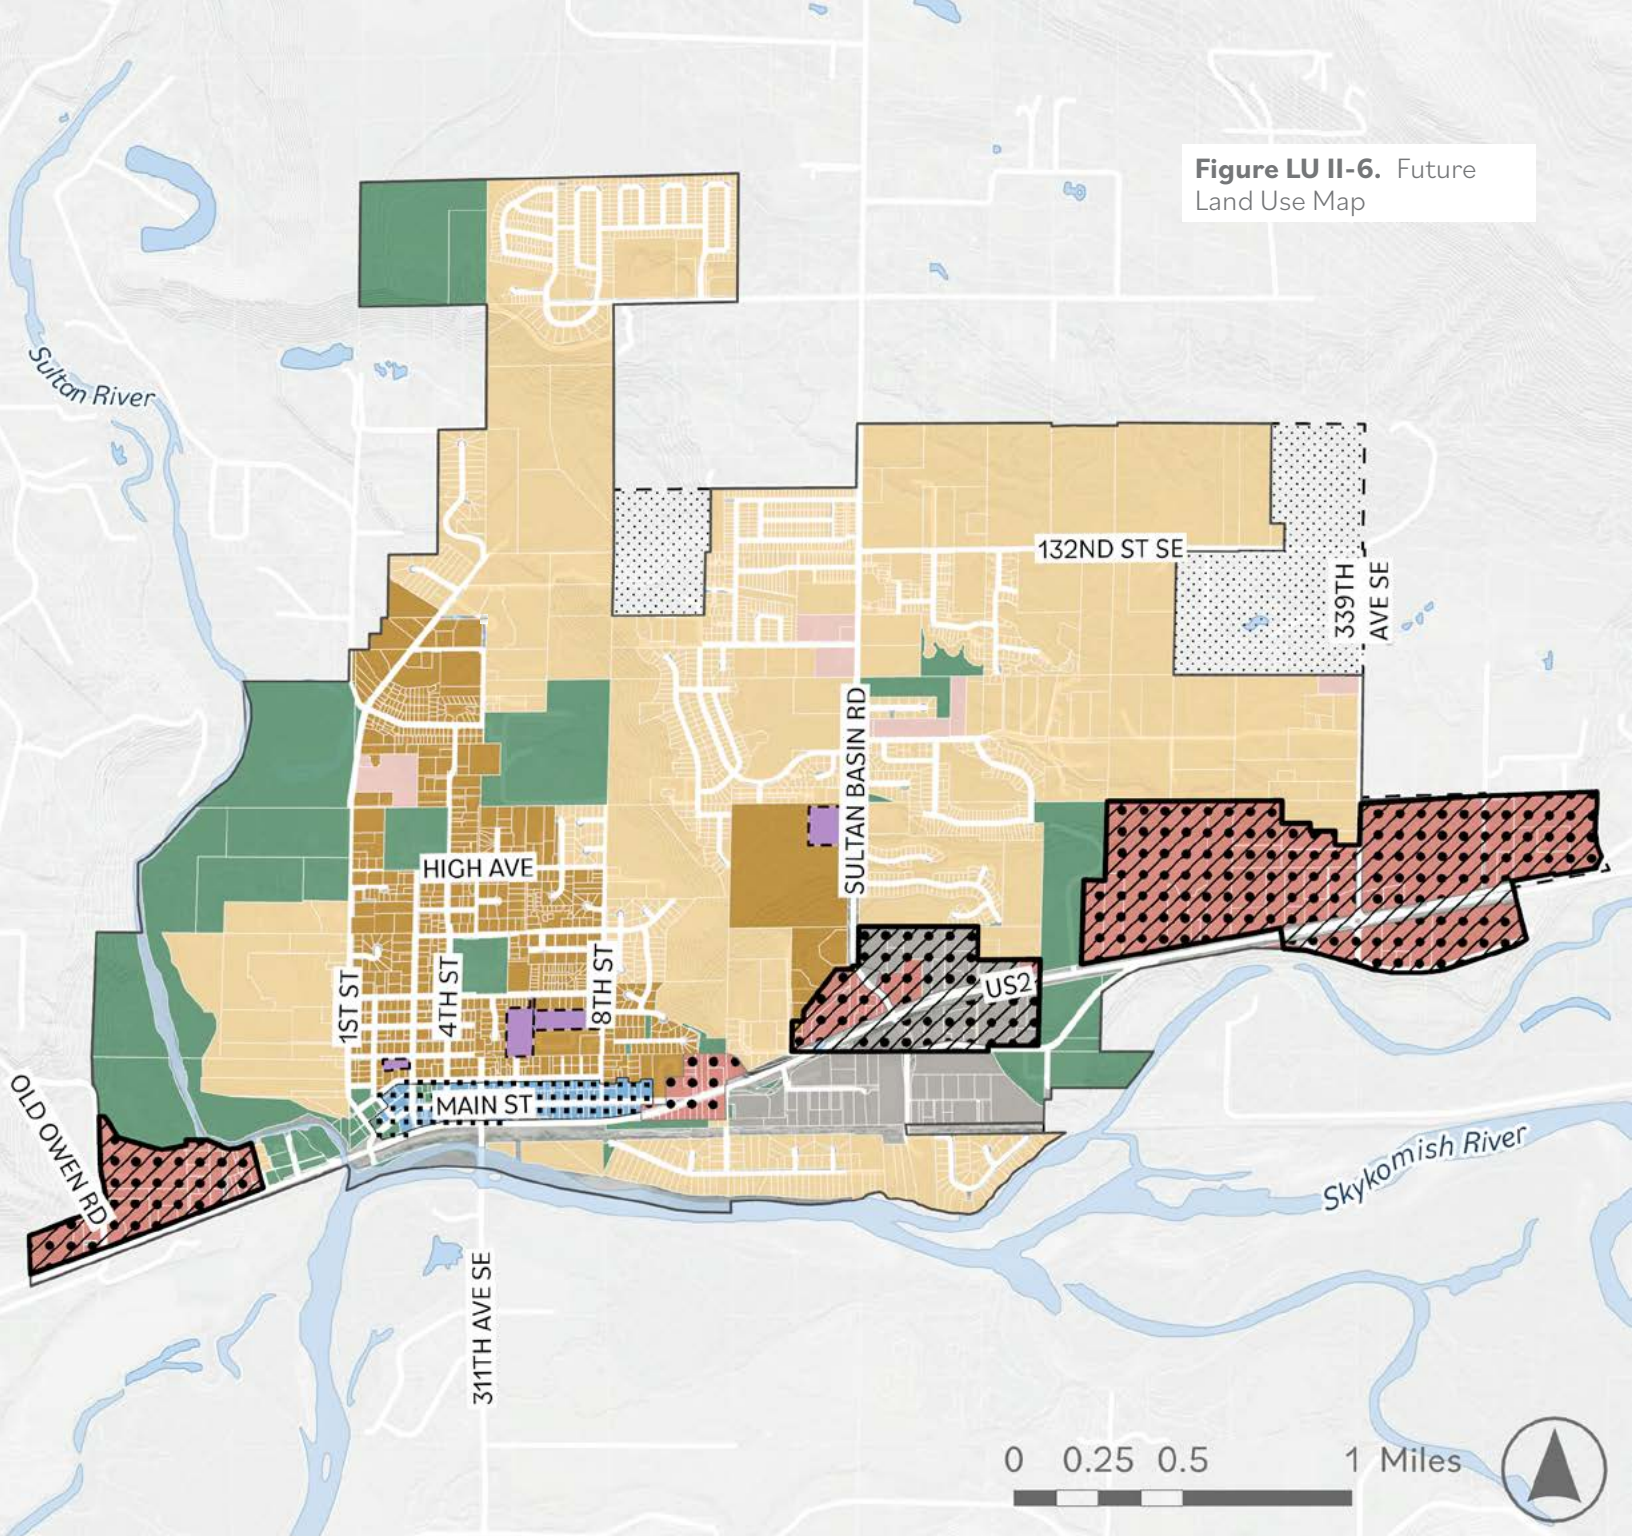 Figure LU II-6. Future
Land Use Map
Sultan River
132ND ST SE
339TH
AVE SE
SULTAN BASIN RD
HIGH AVE
1ST ST
4TH ST
8TH ST
US2
MAIN ST
OLD OWEN RD
Skykomish River
311TH AVE SE
0 0.25 0.5 1 Miles